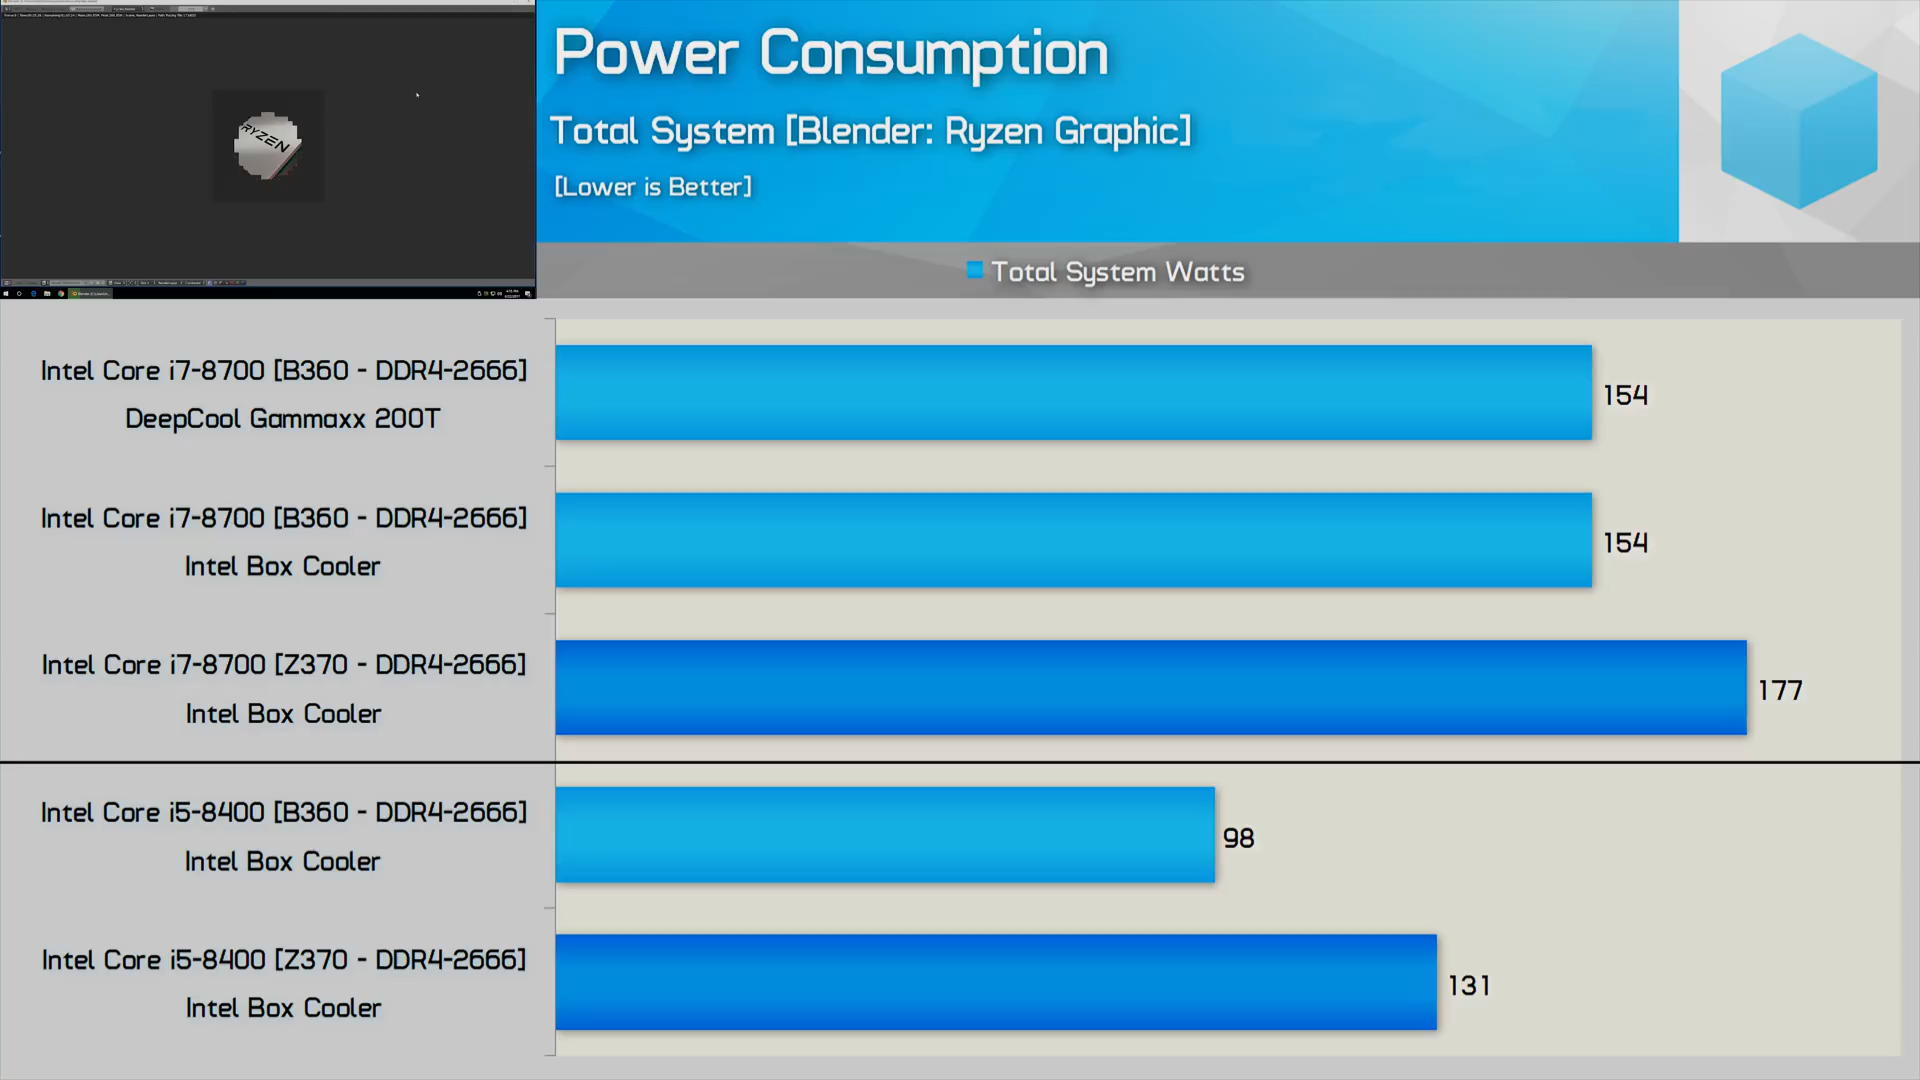 Power Consumption
Total System [Blender: Ryzen Graphic]
[Lower is Better]
Total System Watts
RYZEN
Intel Core i7-8700 [B360 - DDR4-2666]
DeepCool Gammaxx 200T
154
Intel Core i7-8700 [B360 - DDR4-2666]
Intel Box Cooler
154
Intel Core i7-8700 [Z370 - DDR4-2666]
Intel Box Cooler
177
Intel Core i5-8400 [B360 - DDR4-2666]
Intel Box Cooler
98
Intel Core i5-8400 [Z370 - DDR4-2666]
Intel Box Cooler
131